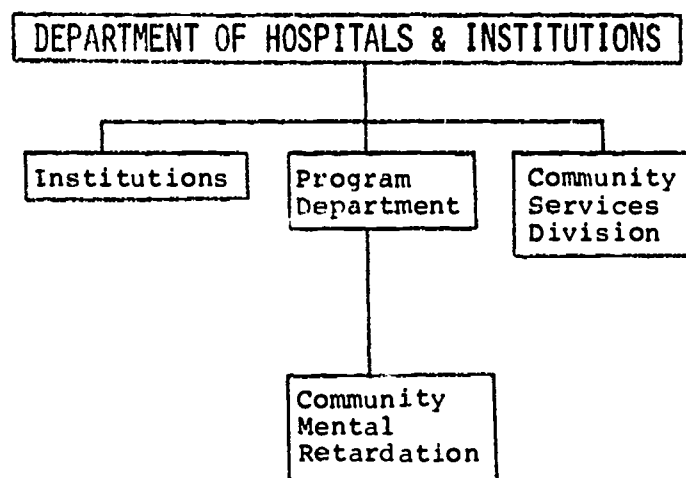 DEPARTMENT OF HOSPITALS & INSTITUTIONS
Institutions
Program
Department
Community
Services
Division
Community
Mental
Retardation